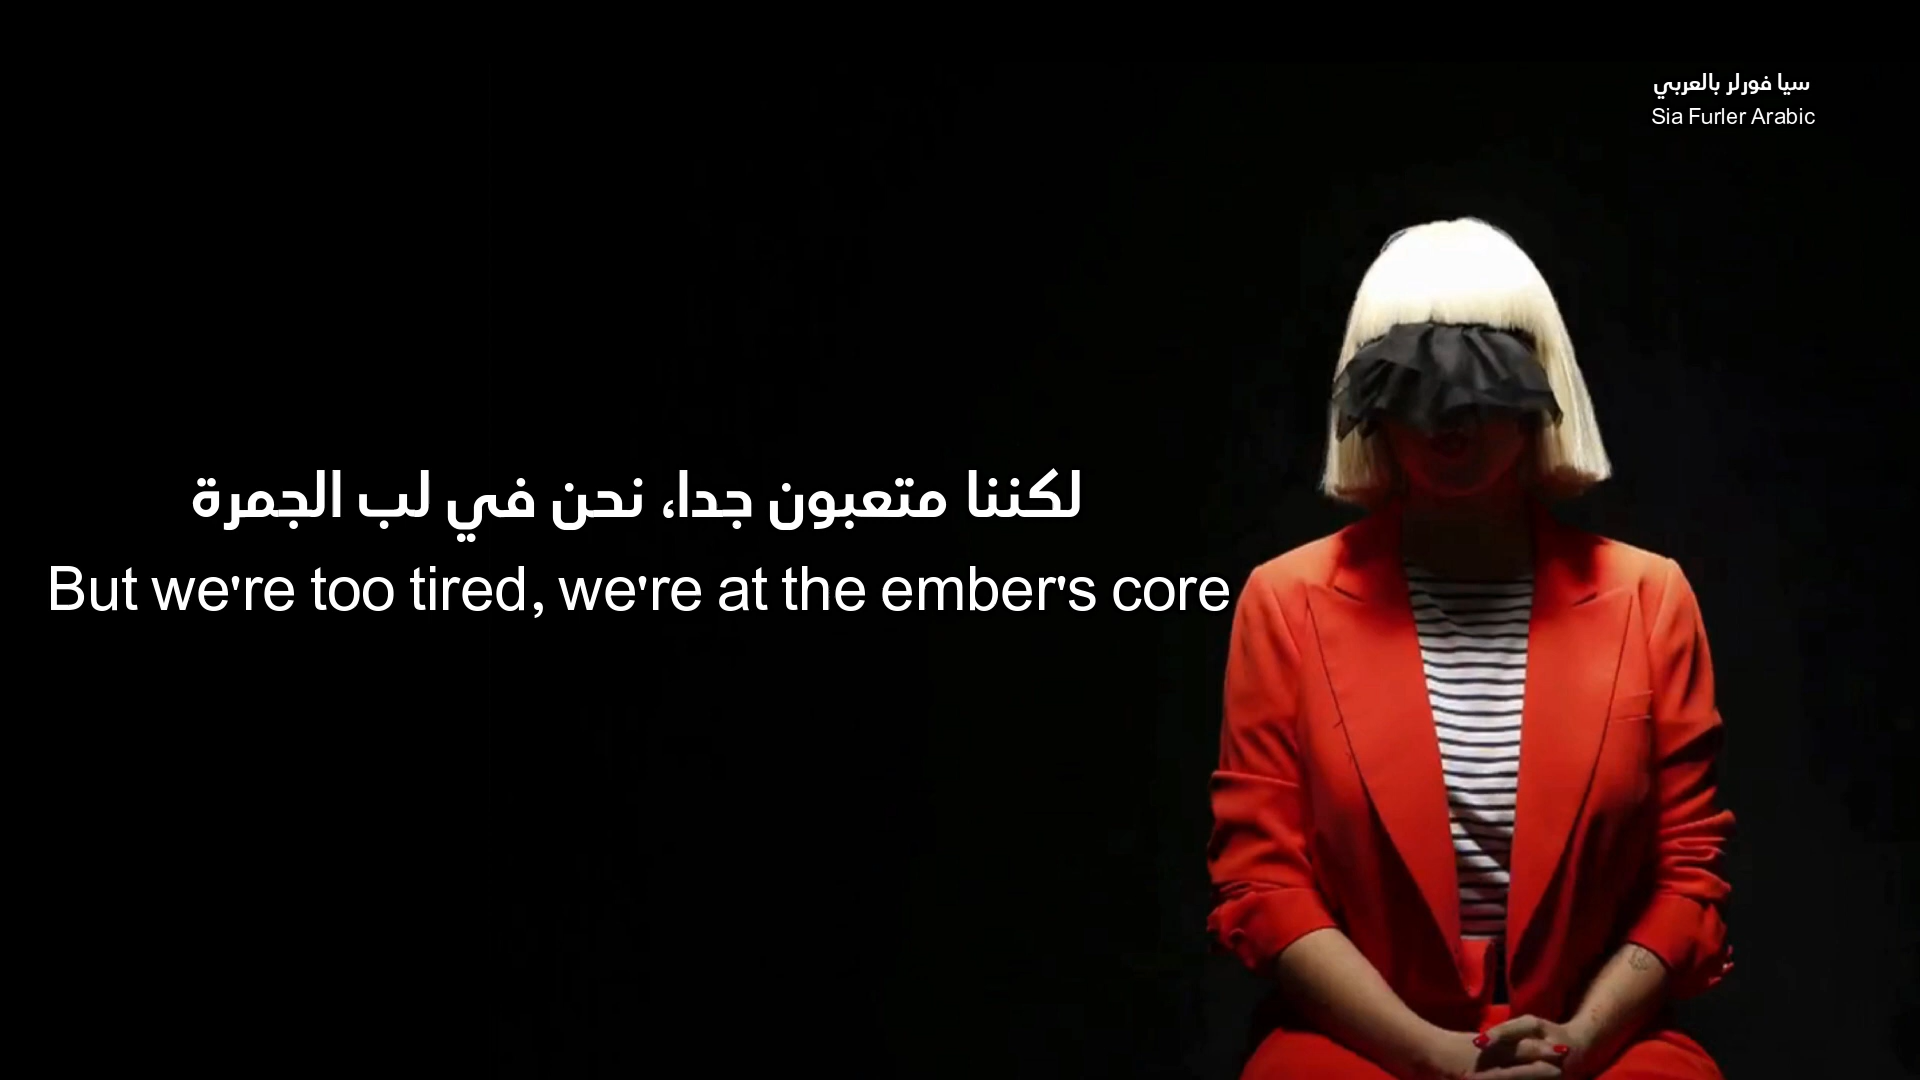 سيا فورلر بالعربي
Sia Furler Arabic
لكننا متعبون جدا، نحن في لب الجمرة
But we're too tired, we're at the ember's core